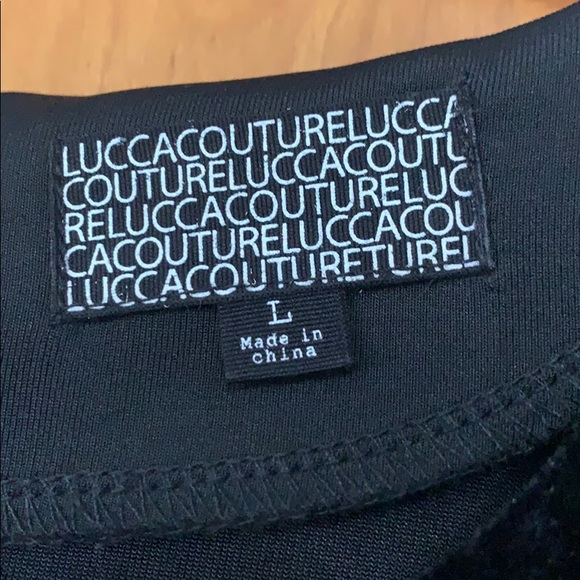 LUCCACOUTURELUCCA
COUTURELUCCACOUTU
RELUCCACOUTURELUC
CACOUTURELUCCACOU
LUCCACOUTURETUREL
L
Made in
china